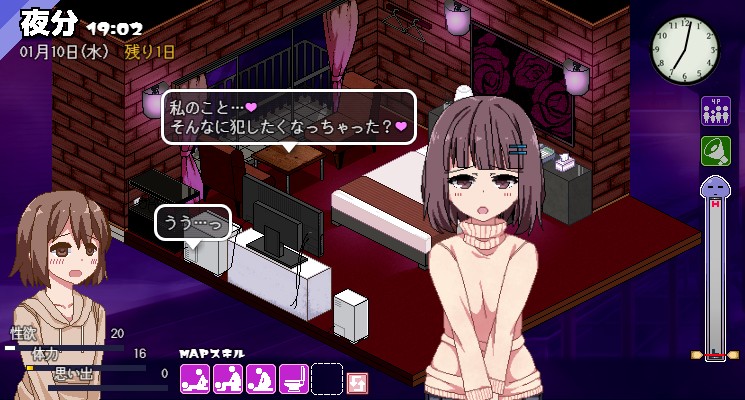 夜分 19:02
01月10日(水) 残り1日
私のこと…♥
そんなに犯したくなっちゃった?♥
うう…っ
4P
性欲 20
体力 16
思い出 0
MAPスキル
H
L